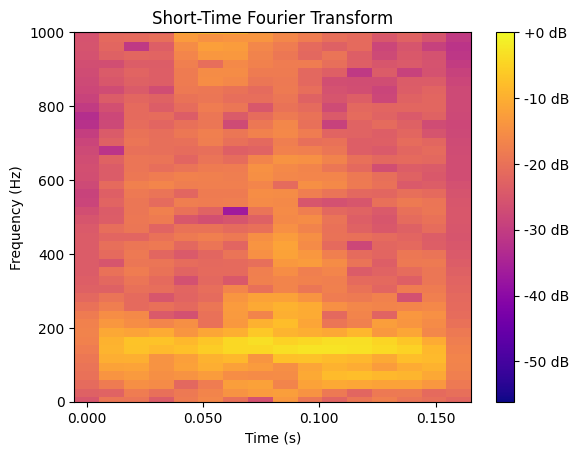 Short-Time Fourier Transform
1000
800
600
400
200
0
Frequency (Hz)
0.000
0.050
0.100
0.150
Time (s)
+0 dB
-10 dB
-20 dB
-30 dB
-40 dB
-50 dB